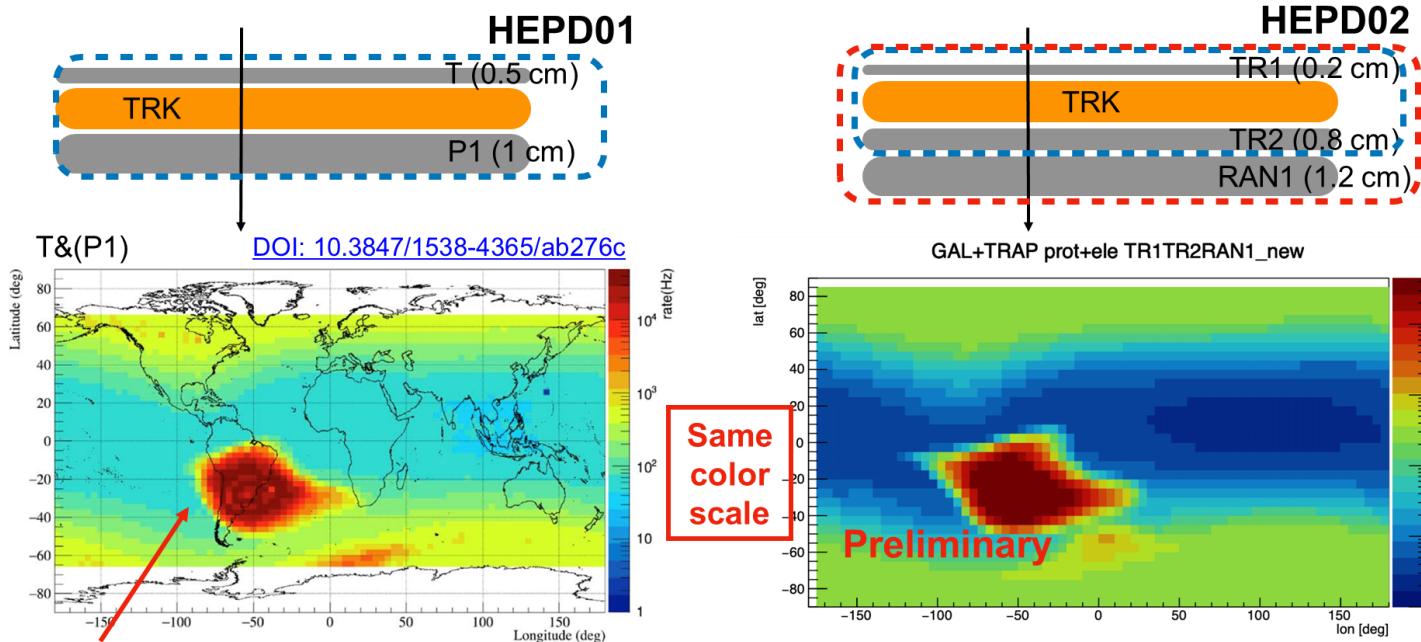 HEPD01
T (0.5 cm)
TRK
P1 (1 cm)
HEPD02
TR1 (0.2 cm)
TRK
TR2 (0.8 cm)
RAN1 (1.2 cm)
T&(P1)
DOI: 10.3847/1538-4365/ab276c
Latitude (deg)
80
60
40
20
0
−20
−40
−60
−80
−150
−100
−50
0
50
100
150
Longitude (deg)
rate(Hz)
10⁴
10³
10²
10
1
Same
color
scale
GAL+TRAP prot+ele TR1TR2RAN1_new
lat [deg]
80
60
40
20
0
−20
−40
−60
−80
Preliminary
−150
−100
−50
0
50
100
150
lon [deg]